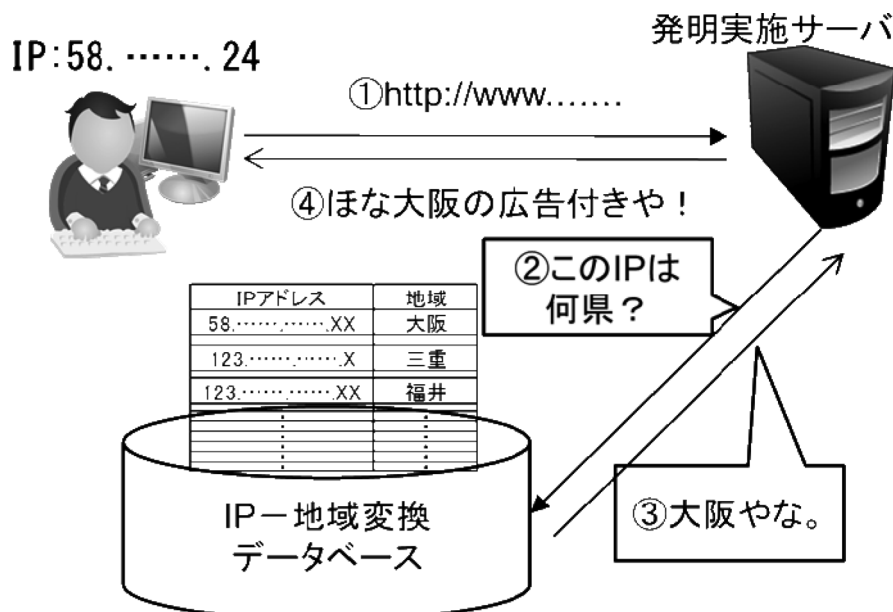 発明実施サーバ
IP:58.……. 24
①http://www.……
④ほな大阪の広告付きや！
②このIPは
何県？
IPアドレス 地域
58.……..…….XX 大阪
123.……..…….X 三重
123.……..…….XX 福井
③大阪やな。
IP－地域変換
データベース